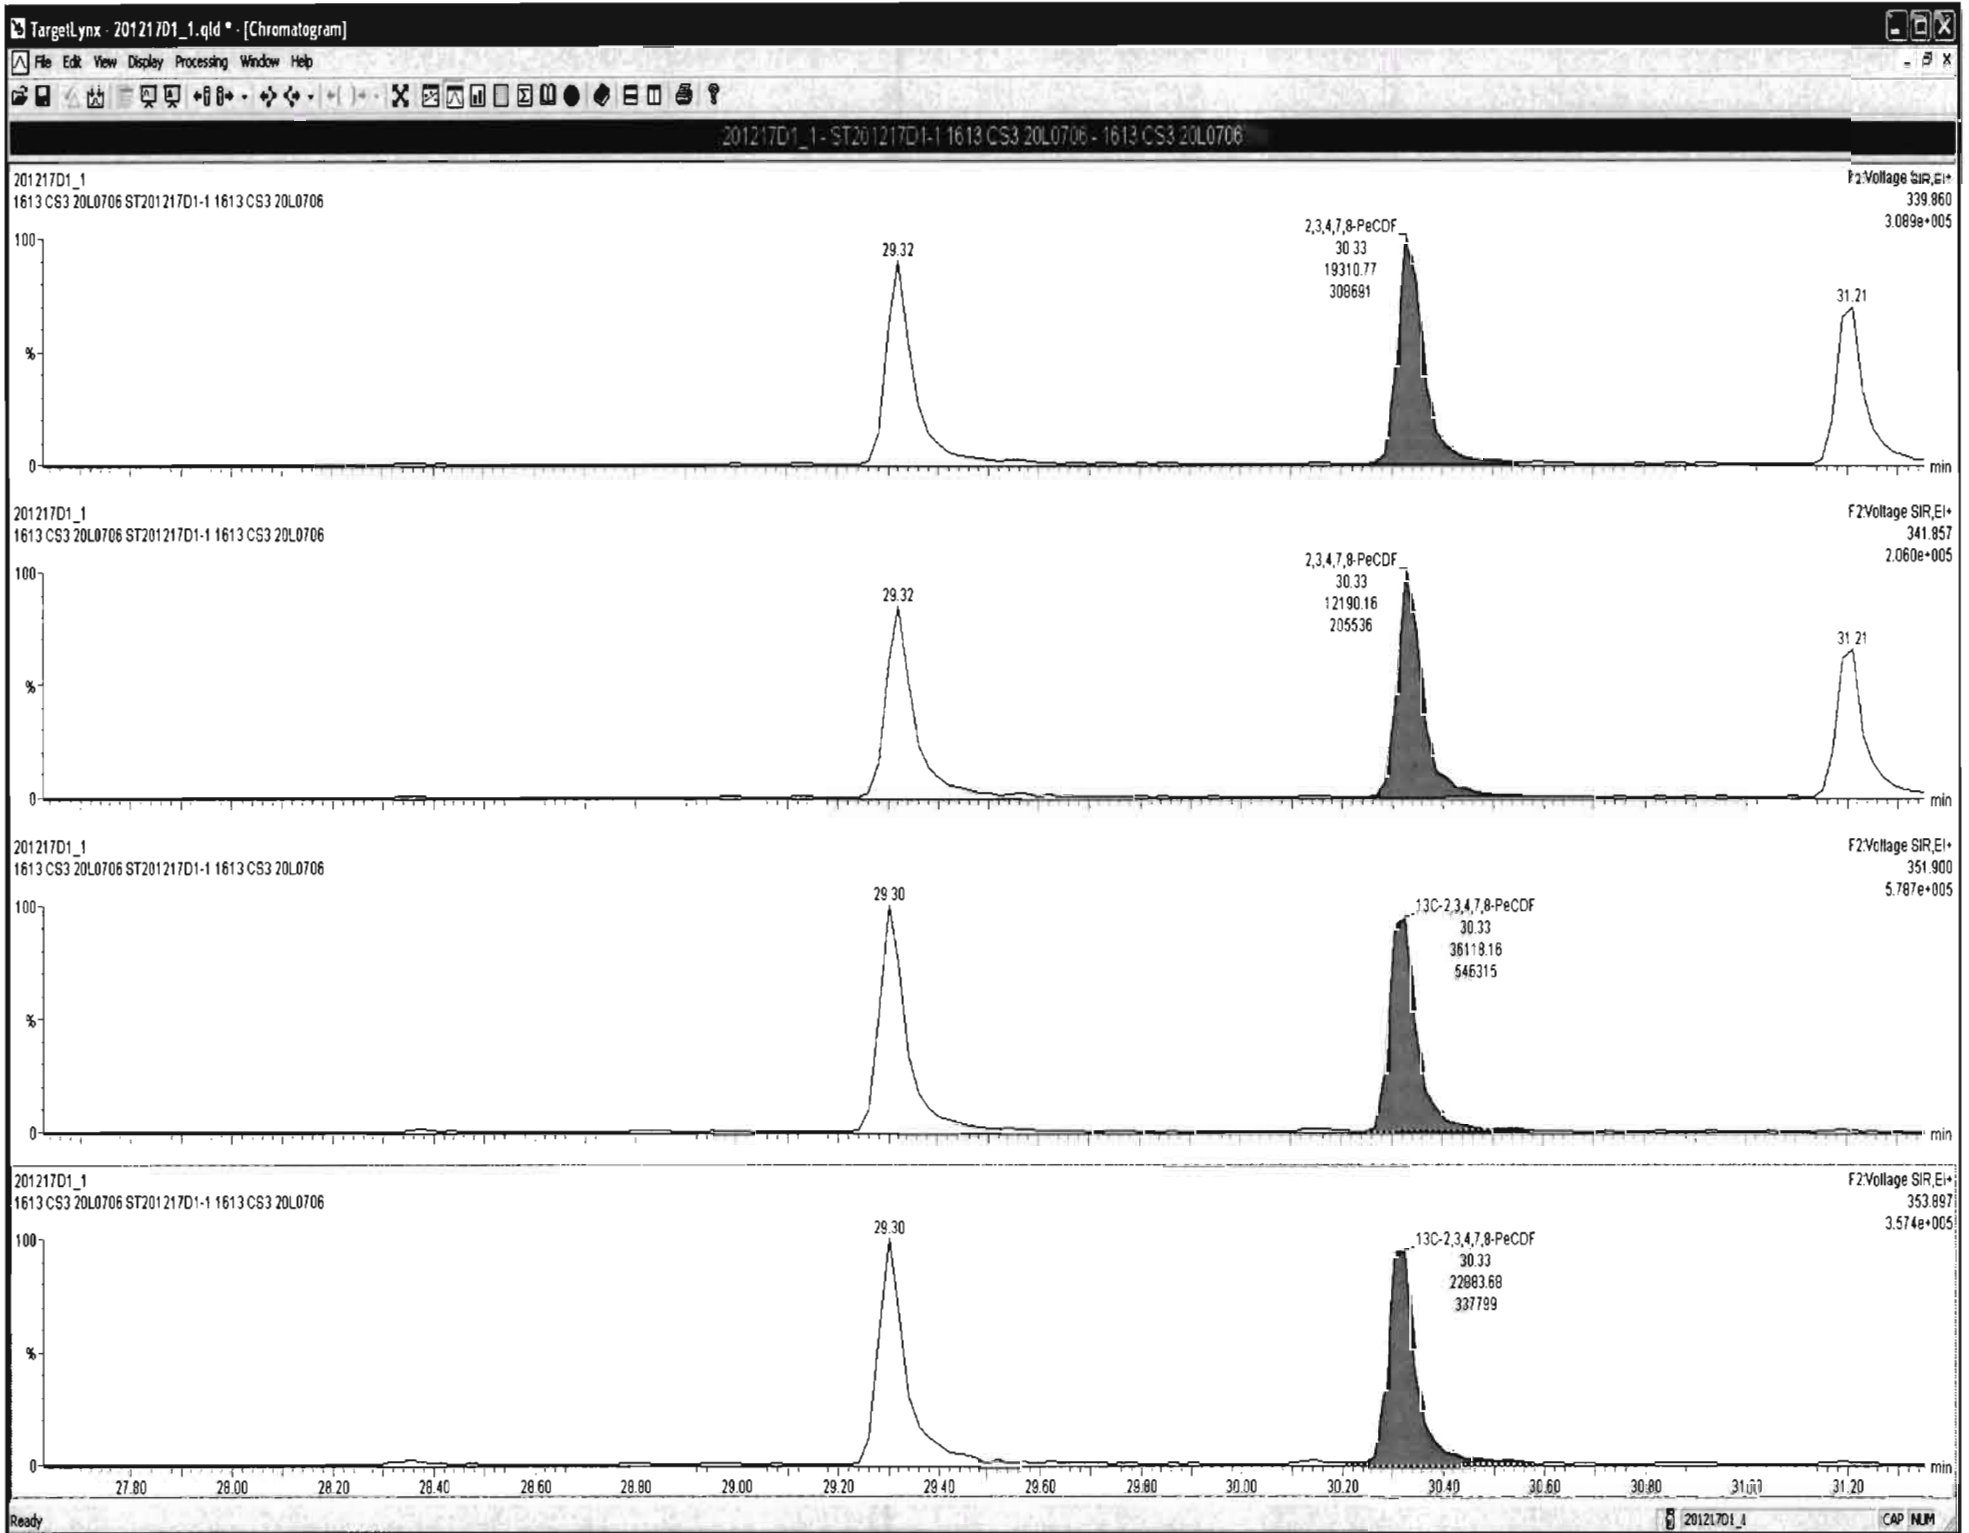 TargetLynx - 201217D1_1.qld * - [Chromatogram]
File Edit View Display Processing Window Help
201217D1_1 - ST201217D1-1 1613 CS3 20L0706 - 1613 CS3 20L0706
201217D1_1
1613 CS3 20L0706 ST201217D1-1 1613 CS3 20L0706
F2:Voltage SIR,EI+
339.860
3.089e+005
100
%
0
29.32
2,3,4,7,8-PeCDF
30.33
19310.77
308691
31.21
min
201217D1_1
1613 CS3 20L0706 ST201217D1-1 1613 CS3 20L0706
F2:Voltage SIR,EI+
341.857
2.060e+005
100
%
0
29.32
2,3,4,7,8-PeCDF
30.33
12190.16
205536
31.21
min
201217D1_1
1613 CS3 20L0706 ST201217D1-1 1613 CS3 20L0706
F2:Voltage SIR,EI+
351.900
5.787e+005
100
%
0
29.30
13C-2,3,4,7,8-PeCDF
30.33
36118.16
546315
min
201217D1_1
1613 CS3 20L0706 ST201217D1-1 1613 CS3 20L0706
F2:Voltage SIR,EI+
353.897
3.574e+005
100
%
0
29.30
13C-2,3,4,7,8-PeCDF
30.33
22883.68
337799
min
27.80 28.00 28.20 28.40 28.60 28.80 29.00 29.20 29.40 29.60 29.80 30.00 30.20 30.40 30.60 30.80 31.00 31.20
Ready
CAP NUM